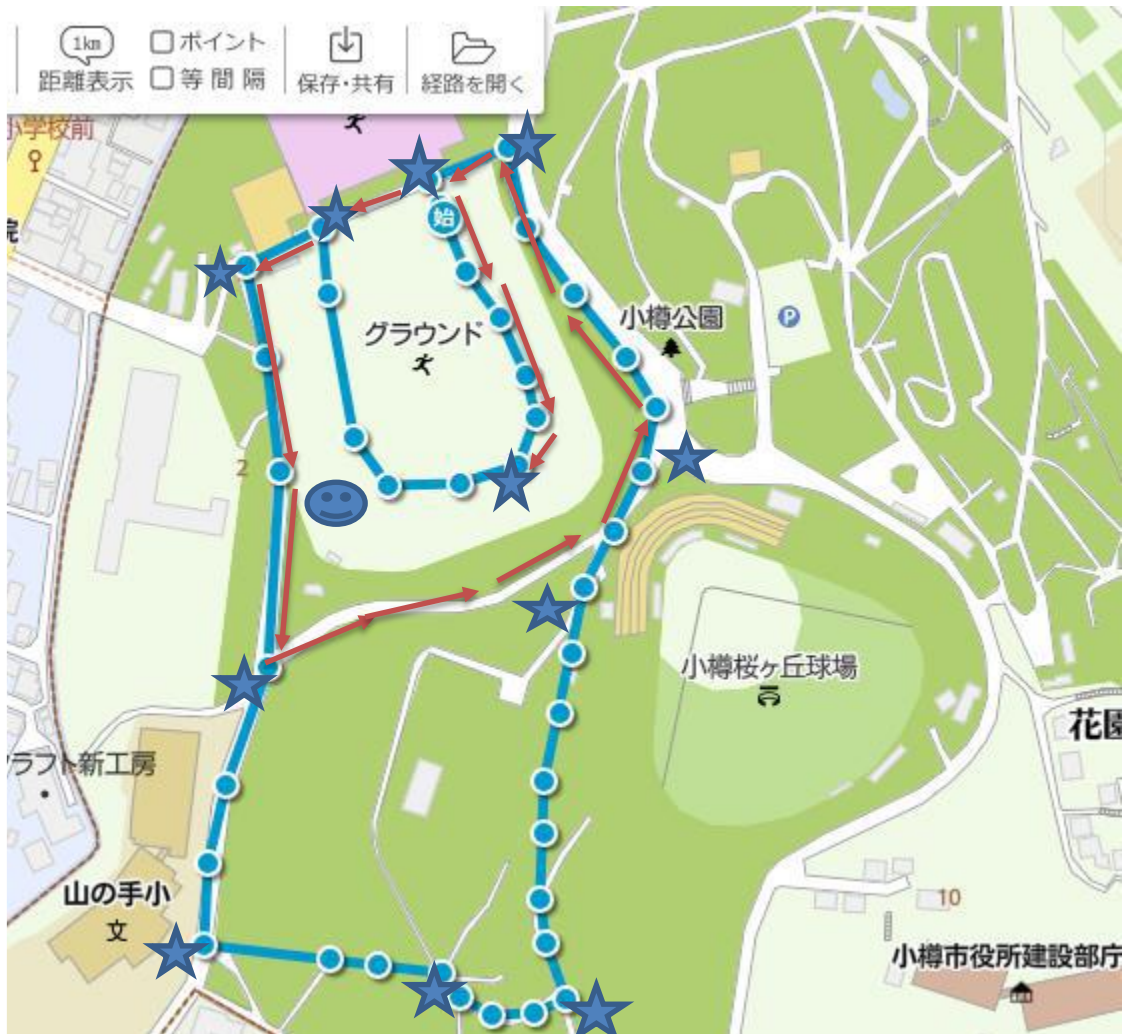 1km
距離表示
ポイント
等間隔
保存・共有
経路を開く
小学校前
院
始
グラウンド
小樽公園
P
2
小樽桜ヶ丘球場
花園
クラフト新工房
山の手小
文
10
小樽市役所建設部庁